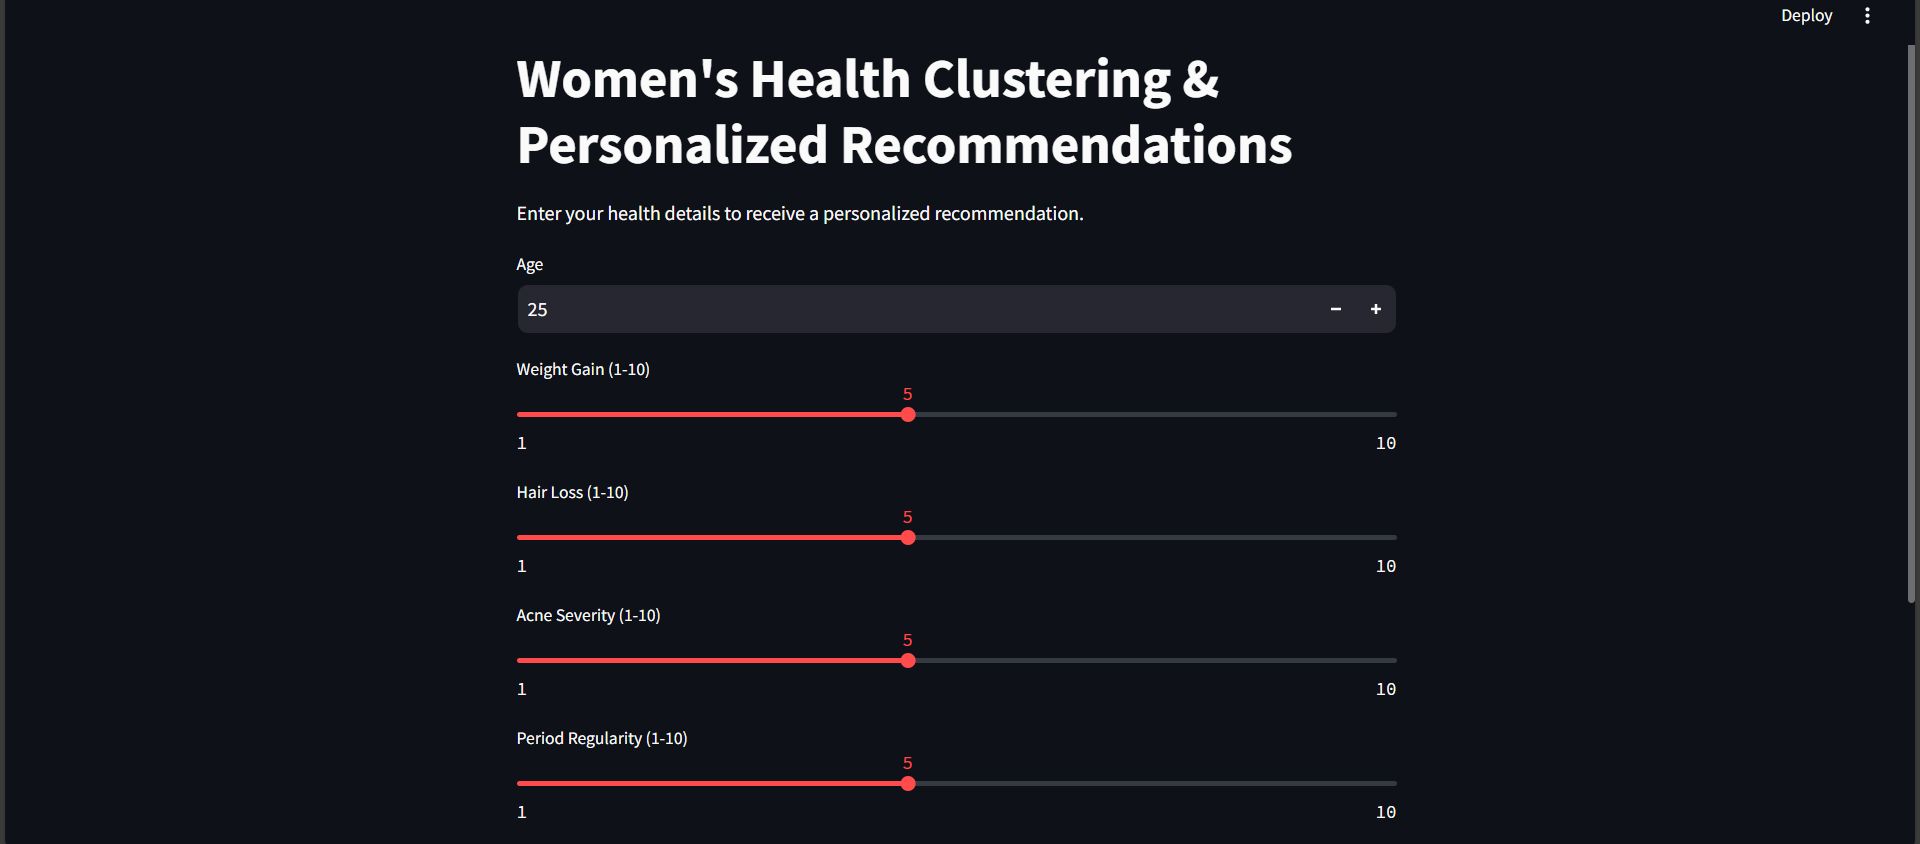 Deploy
Women's Health Clustering &
Personalized Recommendations
Enter your health details to receive a personalized recommendation.
Age
25
Weight Gain (1-10)
5
1 10
Hair Loss (1-10)
5
1 10
Acne Severity (1-10)
5
1 10
Period Regularity (1-10)
5
1 10